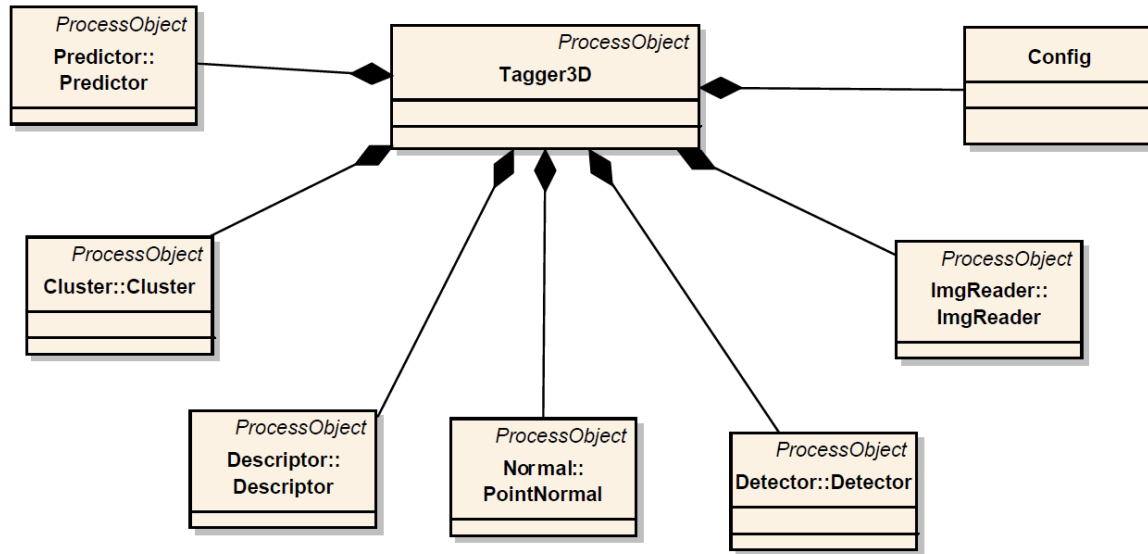 ProcessObject
Predictor::
Predictor
ProcessObject
Tagger3D
Config
ProcessObject
Cluster::Cluster
ProcessObject
ImgReader::
ImgReader
ProcessObject
Descriptor::
Descriptor
ProcessObject
Normal::
PointNormal
ProcessObject
Detector::Detector